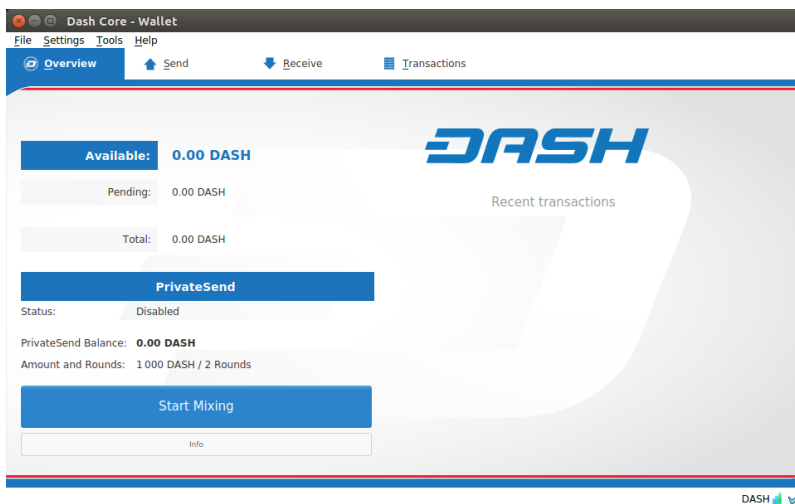 Dash Core - Wallet
File Settings Tools Help
Overview Send Receive Transactions
Available: 0.00 DASH
DASH
Pending: 0.00 DASH
Recent transactions
Total: 0.00 DASH
PrivateSend
Status: Disabled
PrivateSend Balance: 0.00 DASH
Amount and Rounds: 1 000 DASH / 2 Rounds
Start Mixing
Info
DASH